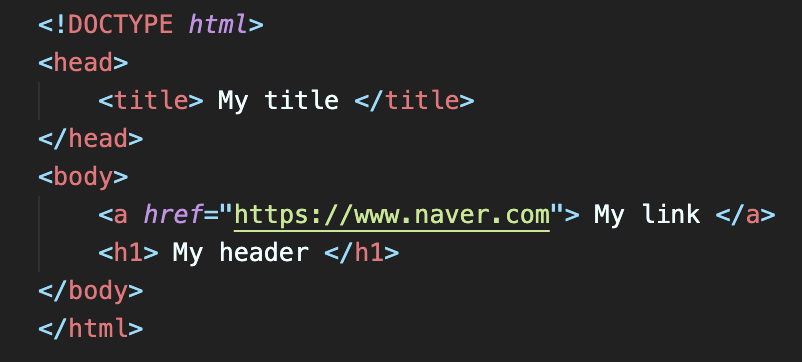 <!DOCTYPE html>
<head>
<title> My title </title>
</head>
<body>
<a href="https://www.naver.com"> My link </a>
<h1> My header </h1>
</body>
</html>